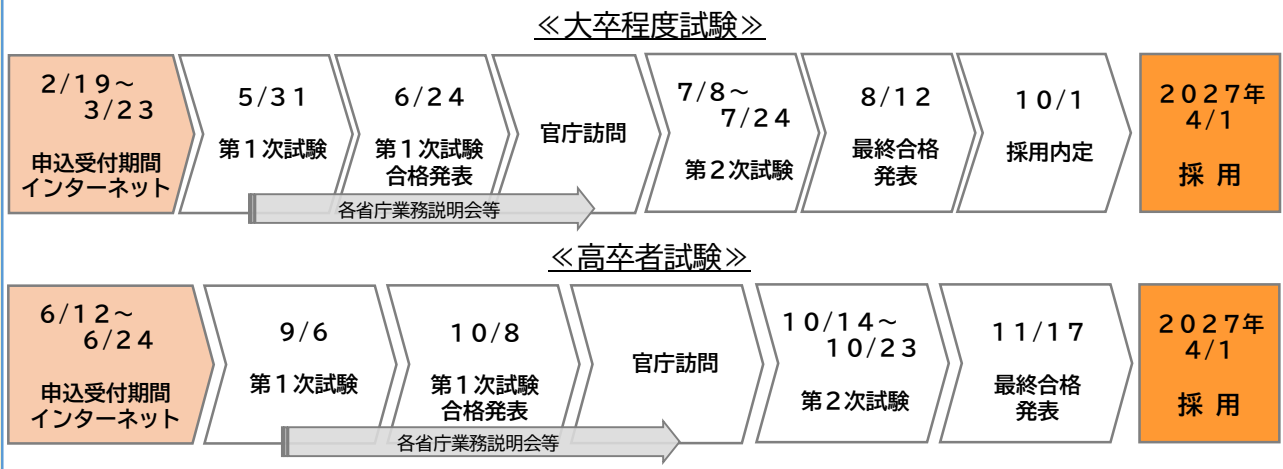 ≪大卒程度試験≫
2/19～
3/23
申込受付期間
インターネット
5/31
第1次試験
6/24
第1次試験
合格発表
官庁訪問
7/8～
7/24
第2次試験
8/12
最終合格
発表
10/1
採用内定
2027年
4/1
採 用
各省庁業務説明会等
≪高卒者試験≫
6/12～
6/24
申込受付期間
インターネット
9/6
第1次試験
10/8
第1次試験
合格発表
官庁訪問
10/14～
10/23
第2次試験
11/17
最終合格
発表
2027年
4/1
採 用
各省庁業務説明会等